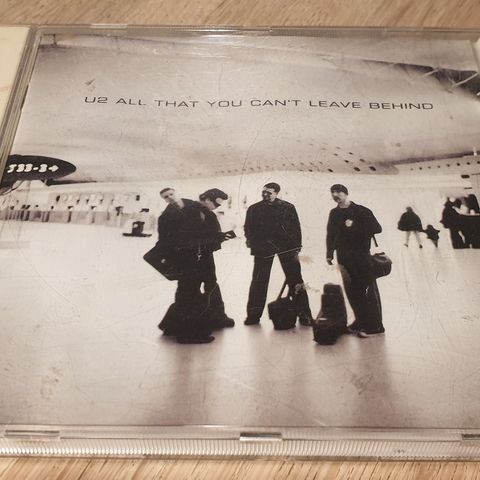 U2 ALL THAT YOU CAN'T LEAVE BEHIND
J33-3→